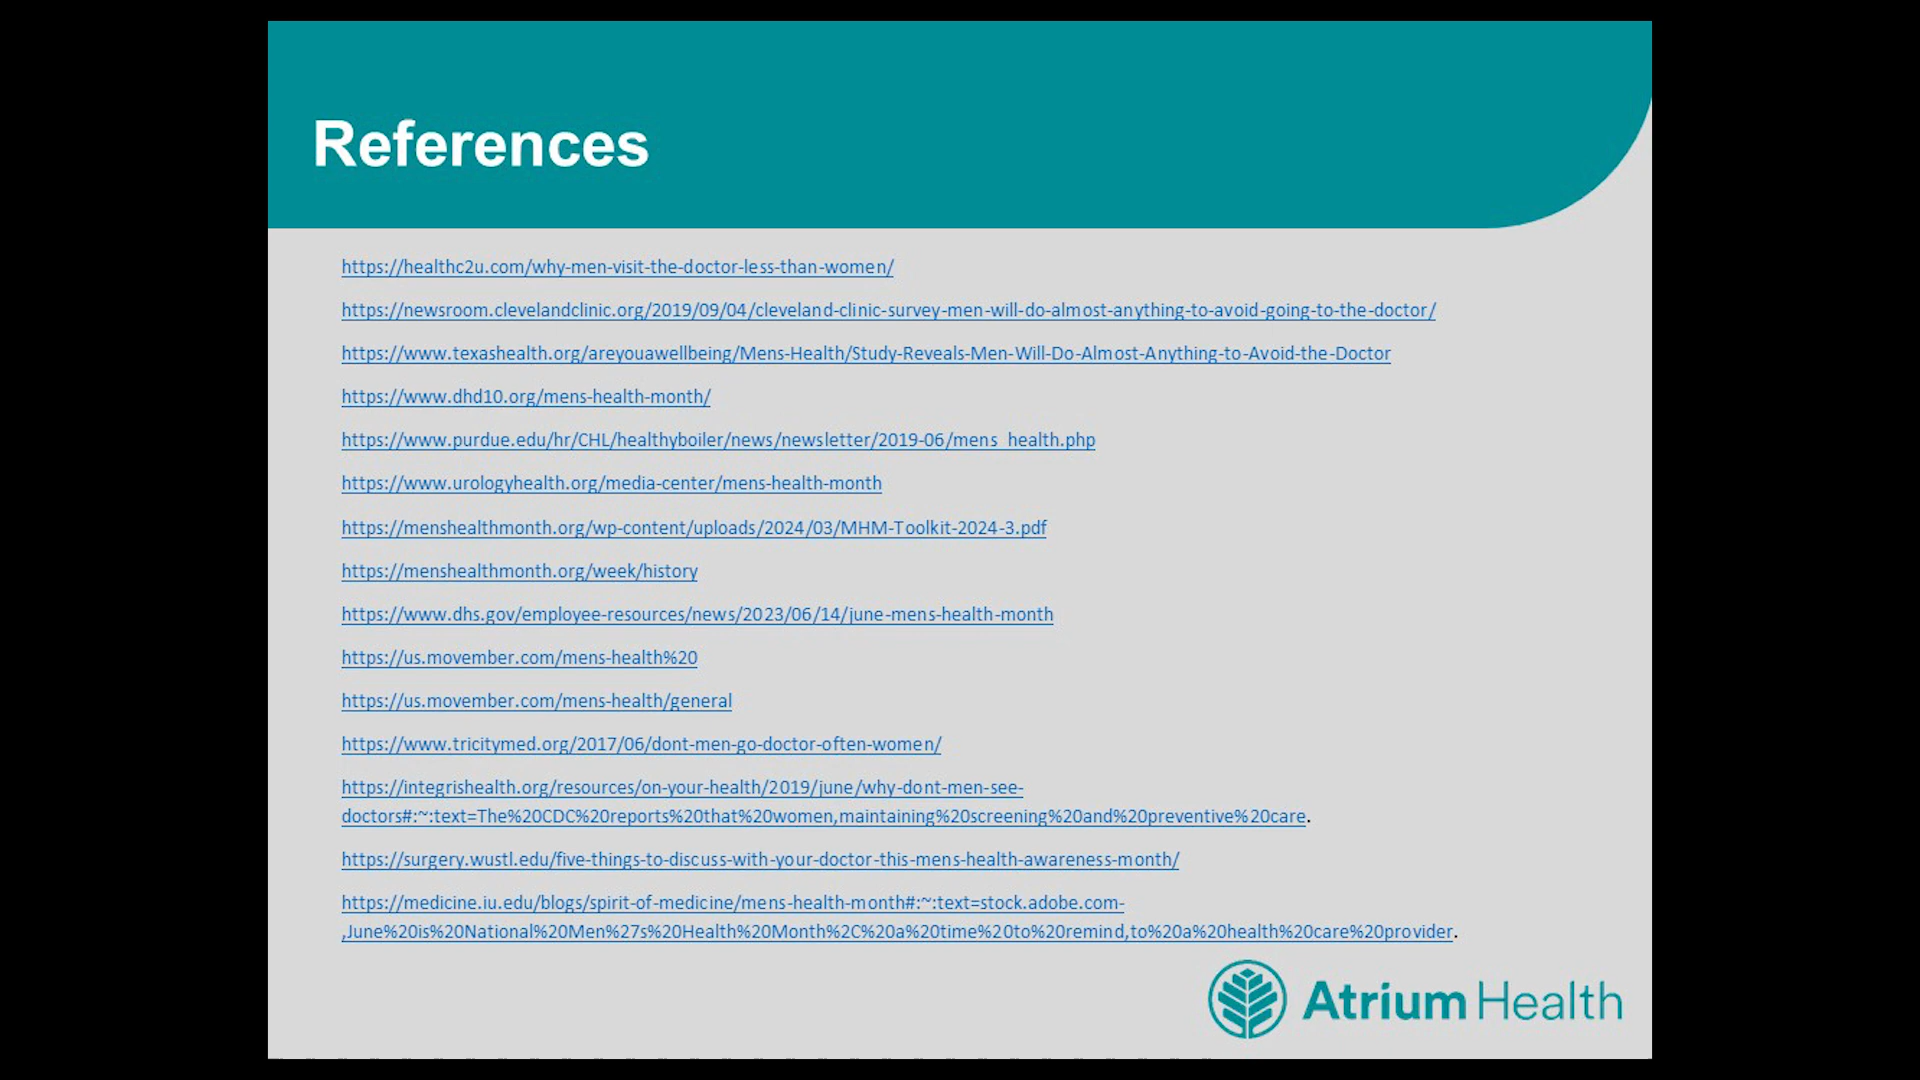 References
https://healthc2u.com/why-men-visit-the-doctor-less-than-women/
https://newsroom.clevelandclinic.org/2019/09/04/cleveland-clinic-survey-men-will-do-almost-anything-to-avoid-going-to-the-doctor/
https://www.texashealth.org/areyouawellbeing/Mens-Health/Study-Reveals-Men-Will-Do-Almost-Anything-to-Avoid-the-Doctor
https://www.dhd10.org/mens-health-month/
https://www.purdue.edu/hr/CHL/healthyboiler/news/newsletter/2019-06/mens_health.php
https://www.urologyhealth.org/media-center/mens-health-month
https://menshealthmonth.org/wp-content/uploads/2024/03/MHM-Toolkit-2024-3.pdf
https://menshealthmonth.org/week/history
https://www.dhs.gov/employee-resources/news/2023/06/14/june-mens-health-month
https://us.movember.com/mens-health%20
https://us.movember.com/mens-health/general
https://www.tricitymed.org/2017/06/dont-men-go-doctor-often-women/
https://integrishealth.org/resources/on-your-health/2019/june/why-dont-men-see-
doctors#:~:text=The%20CDC%20reports%20that%20women,maintaining%20screening%20and%20preventive%20care.
https://surgery.wustl.edu/five-things-to-discuss-with-your-doctor-this-mens-health-awareness-month/
https://medicine.iu.edu/blogs/spirit-of-medicine/mens-health-month#:~:text=stock.adobe.com-
,June%20is%20National%20Men%27s%20Health%20Month%2C%20a%20time%20to%20remind,to%20a%20health%20care%20provider.
Atrium Health